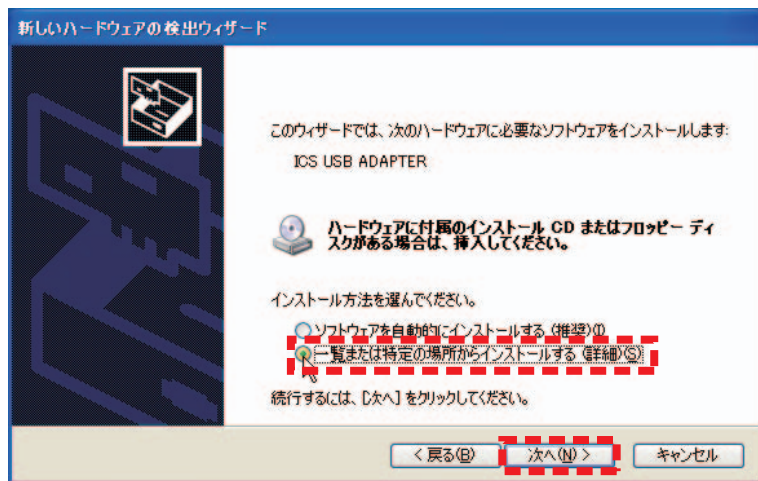 新しいハードウェアの検出ウィザード
このウィザードでは、次のハードウェアに必要なソフトウェアをインストールします:
ICS USB ADAPTER
ハードウェアに付属のインストール CD またはフロッピー ディ
スクがある場合は、挿入してください。
インストール方法を選んでください。
ソフトウェアを自動的にインストールする (推奨)(I)
一覧または特定の場所からインストールする (詳細)(S)
続行するには、[次へ] をクリックしてください。
< 戻る(B) 次へ(N) > キャンセル